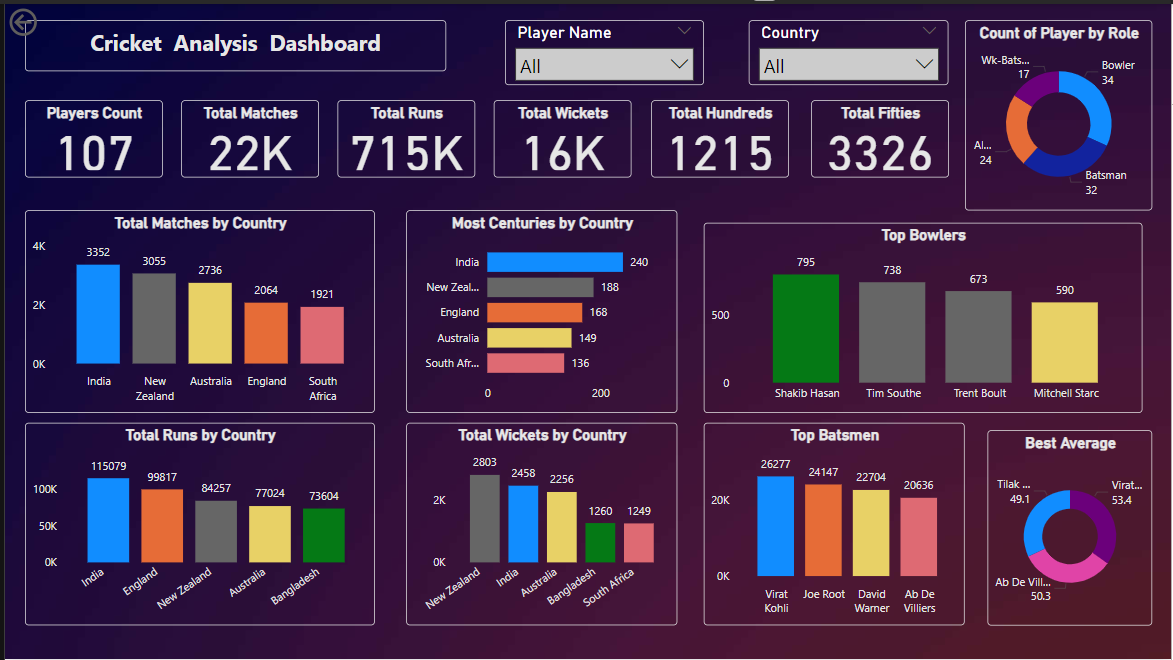 Cricket Analysis Dashboard
Player Name
All
Country
All
Count of Player by Role
Wk-Bats...
17
Bowler
34
Al...
24
Batsman
32
Players Count
107
Total Matches
22K
Total Runs
715K
Total Wickets
16K
Total Hundreds
1215
Total Fifties
3326
Total Matches by Country
4K
2K
0K
3352
3055
2736
2064
1921
India
New
Zealand
Australia
England
South
Africa
Most Centuries by Country
India
240
New Zeal...
188
England
168
Australia
149
South Afr...
136
0
200
Top Bowlers
500
0
795
738
673
590
Shakib Hasan
Tim Southe
Trent Boult
Mitchell Starc
Total Runs by Country
100K
50K
0K
115079
99817
84257
77024
73604
India
England
New Zealand
Australia
Bangladesh
Total Wickets by Country
2K
0K
2803
2458
2256
1260
1249
New Zealand
India
Australia
Bangladesh
South Africa
Top Batsmen
20K
0K
26277
24147
22704
20636
Virat
Kohli
Joe Root
David
Warner
Ab De
Villiers
Best Average
Tilak ...
49.1
Virat...
53.4
Ab De Vill...
50.3